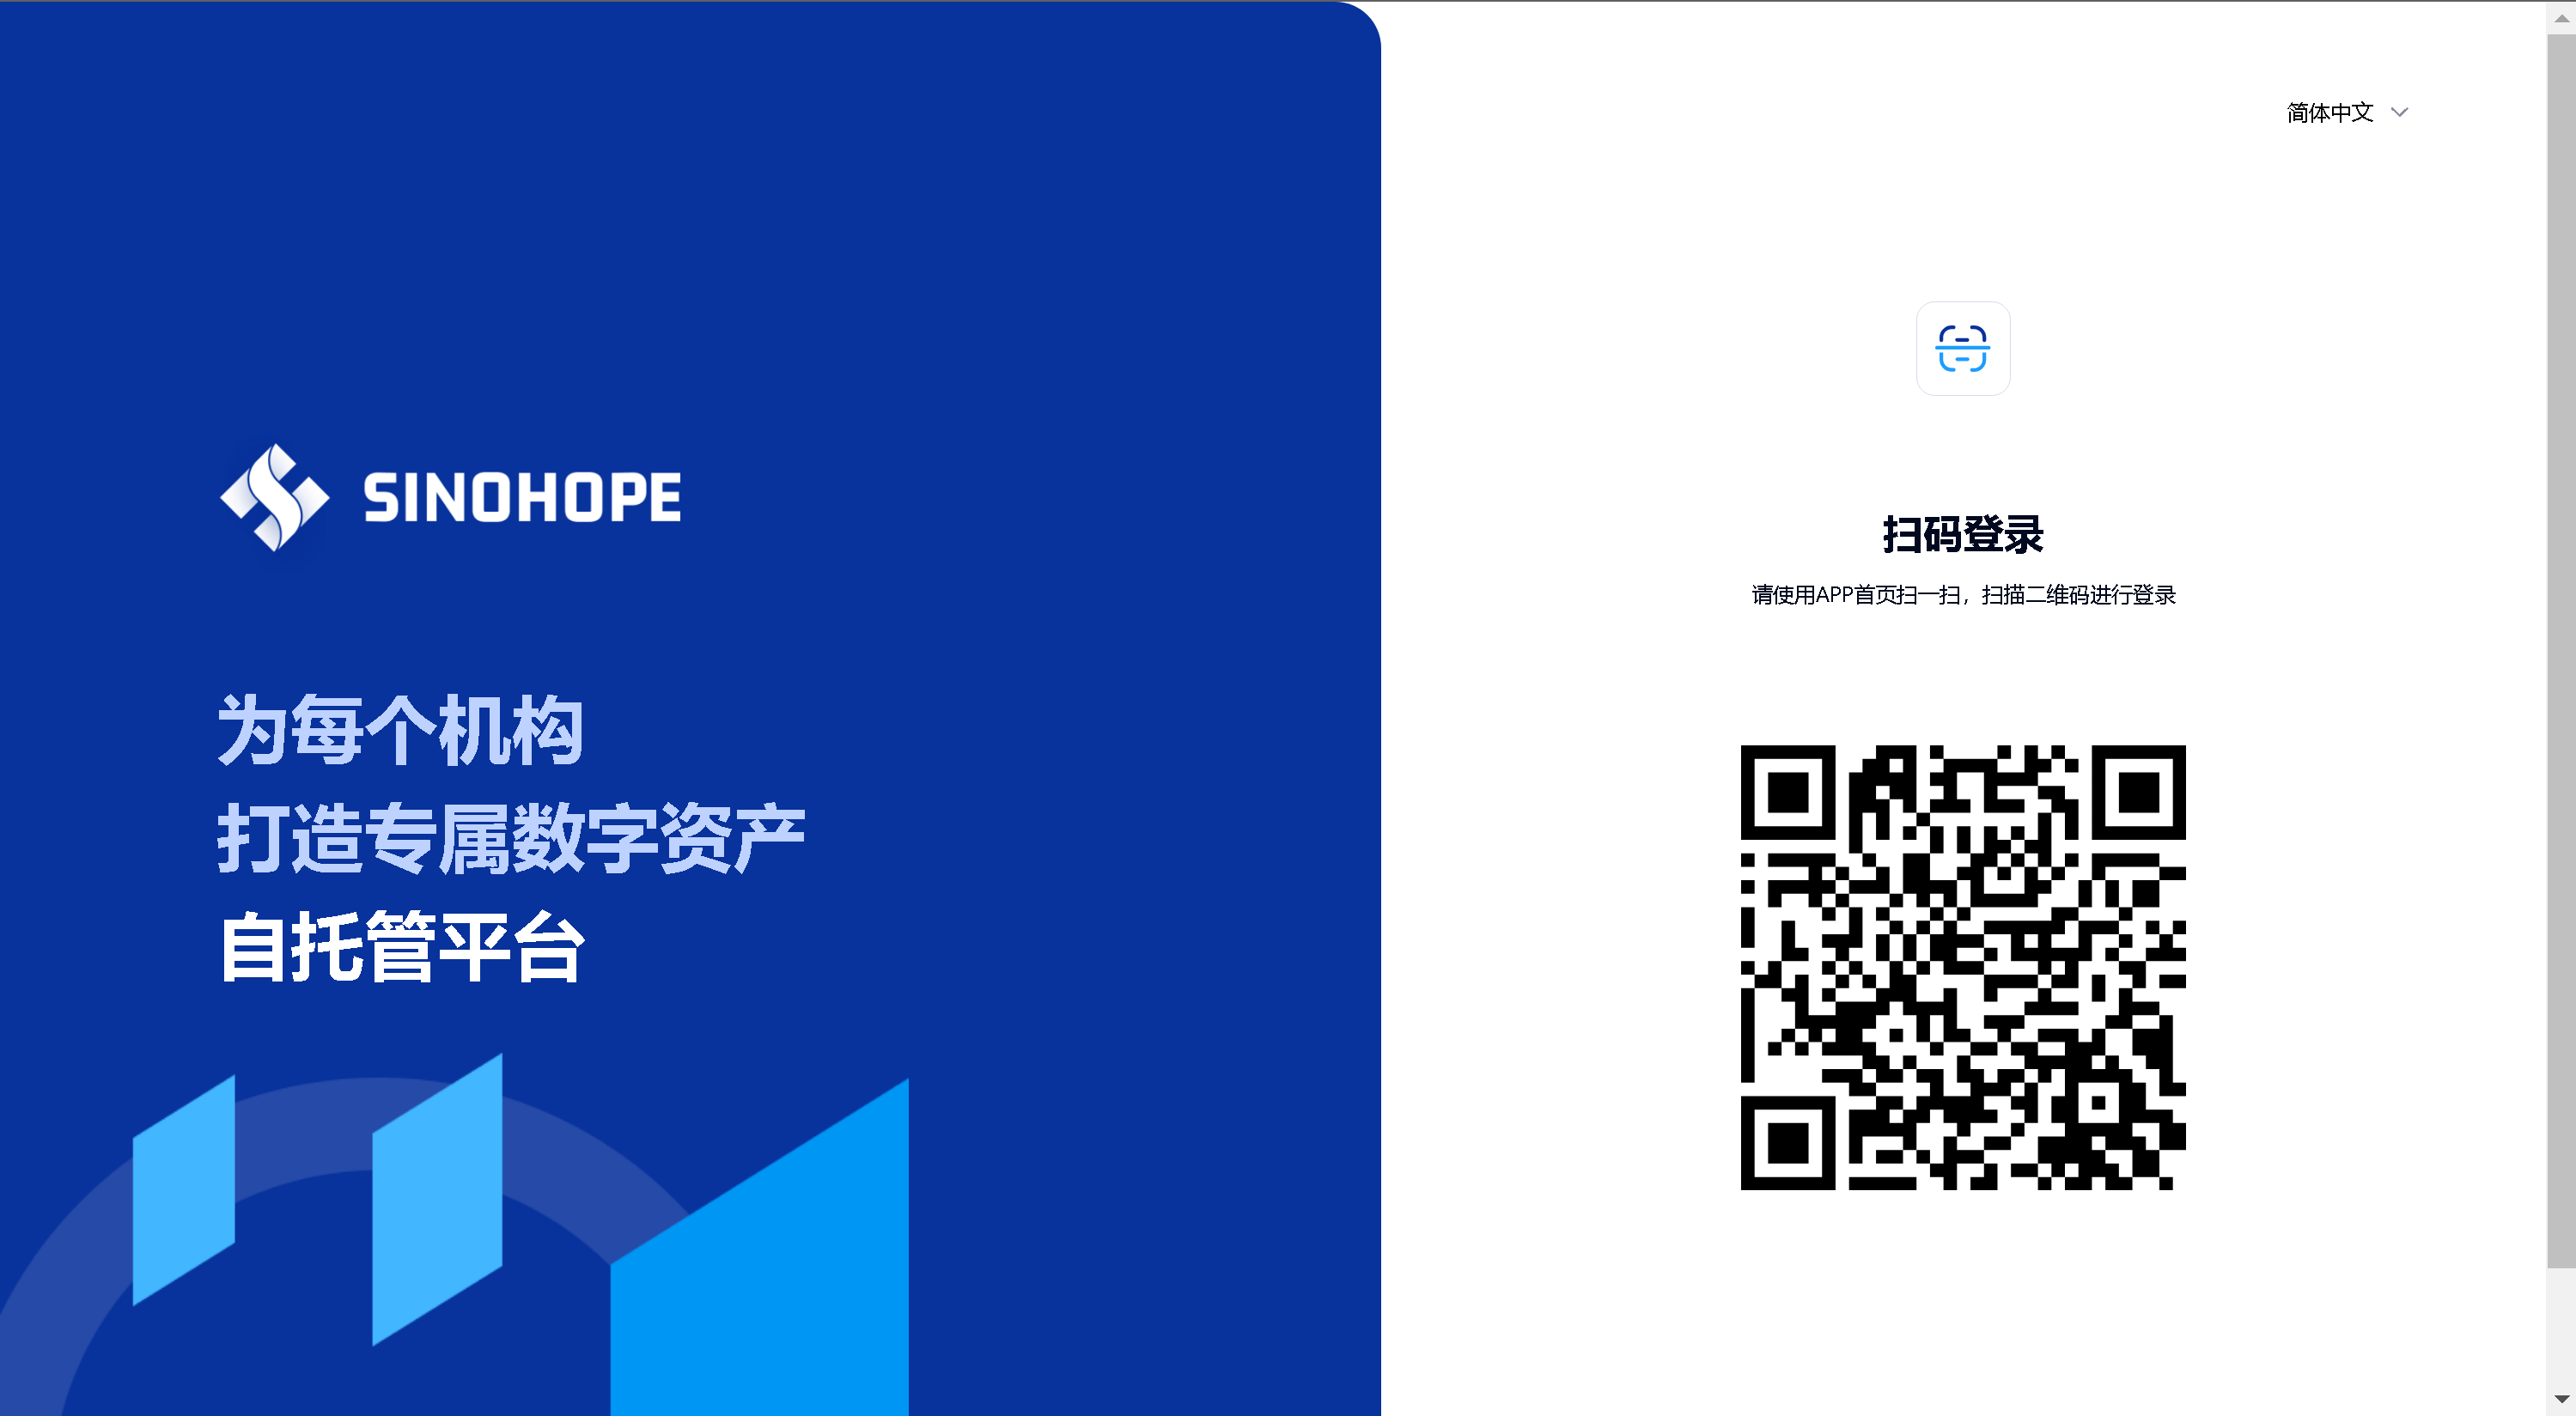 SINOHOPE
为每个机构
打造专属数字资产
自托管平台
简体中文
扫码登录
请使用APP首页扫一扫，扫描二维码进行登录